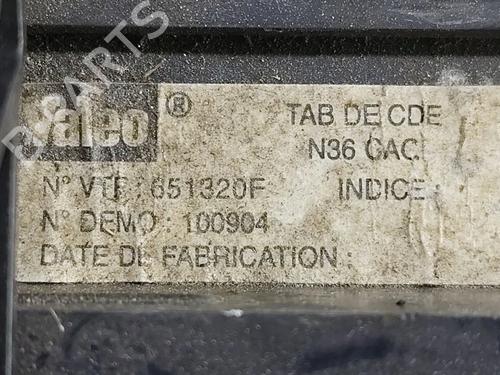 valeo ®
TAB DE CDE
N36 CAC
N° VTF : 651320F
INDICE :
N° DEMO : 100904
DATE DE FABRICATION :
B-PARTS